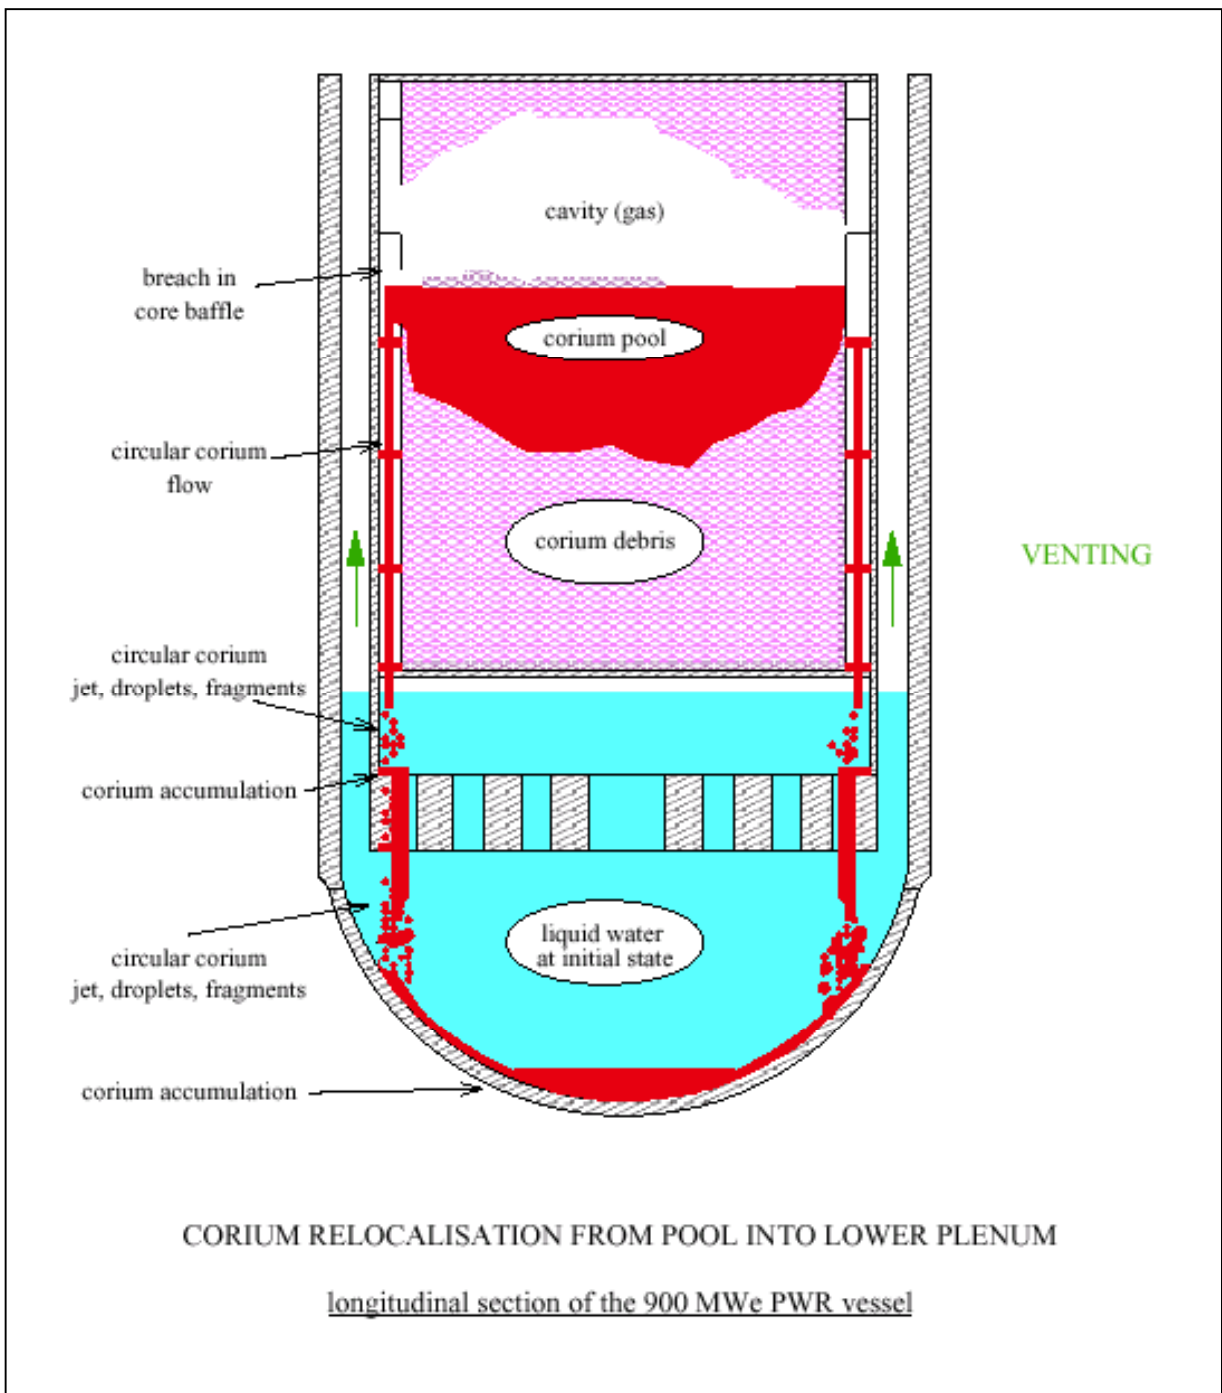 cavity (gas)
breach in
core baffle
corium pool
circular corium
flow
corium debris
VENTING
circular corium
jet, droplets, fragments
corium accumulation
liquid water
at initial state
circular corium
jet, droplets, fragments
corium accumulation
CORIUM RELOCALISATION FROM POOL INTO LOWER PLENUM
longitudinal section of the 900 MWe PWR vessel